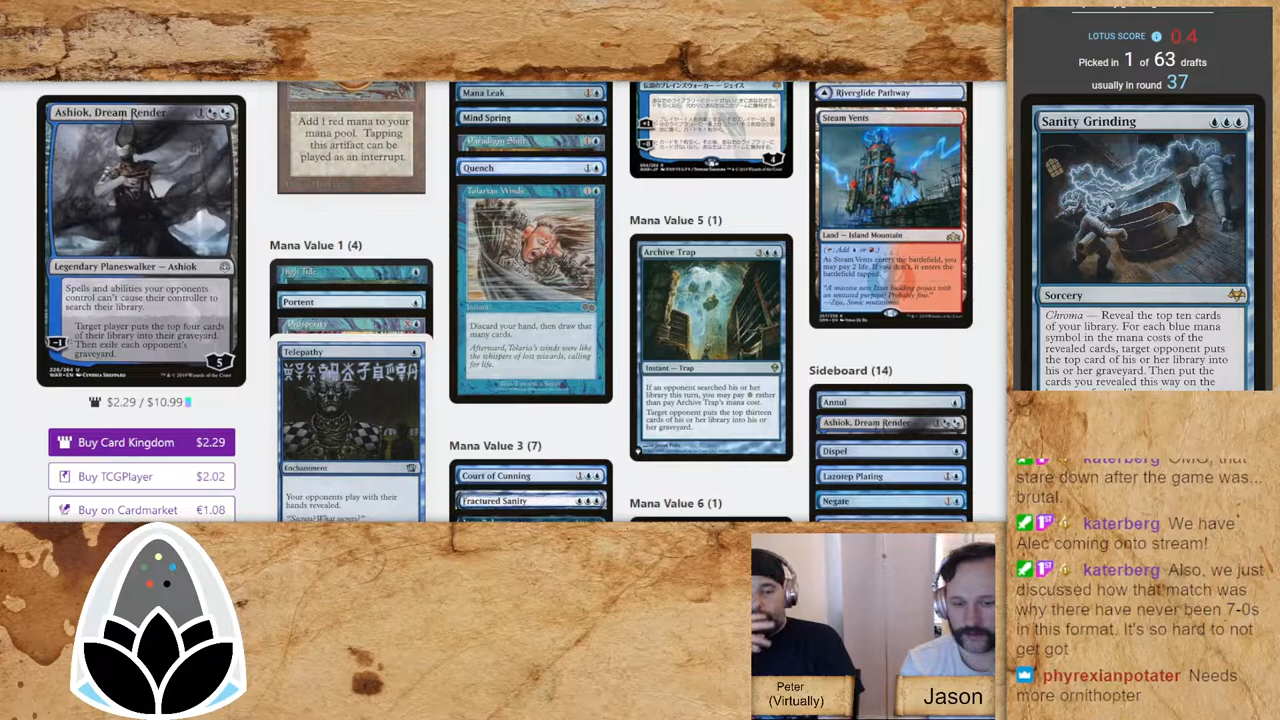 Ashiok, Dream Render
Legendary Planeswalker — Ashiok
Spells and abilities your opponents
control can't cause their controller to
search their library.
-1
Target player puts the top four cards
of their library into their graveyard.
Then exile each opponent's
graveyard.
5
$2.29 / $10.99
Buy Card Kingdom $2.29
Buy TCGPlayer $2.02
Buy on Cardmarket €1.08
Add 1 red mana to your
mana pool. Tapping
this artifact can be
played as an interrupt.
Mana Value 1 (4)
High Tide
Portent
Prosperity
Telepathy
Enchantment
Your opponents play with their
hands revealed.
"Secrets? What secrets?"
Mana Leak
Mind Spring
Paradigm Shift
Quench
Tolarian Winds
Instant
Discard your hand, then draw that
many cards.
Afterward, Tolaria's winds were like
the whispers of lost wizards, calling
for life.
Mana Value 3 (7)
Court of Cunning
Fractured Sanity
Mana Value 5 (1)
Archive Trap
Instant — Trap
If an opponent searched his or her
library this turn, you may pay 0 rather
than pay Archive Trap's mana cost.
Target opponent puts the top thirteen
cards of his or her library into his or
her graveyard.
Mana Value 6 (1)
Riverglide Pathway
Steam Vents
Land — Island Mountain
As Steam Vents enters the battlefield, you
may pay 2 life. If you don't, it enters the
battlefield tapped.
Sideboard (14)
Annul
Ashiok, Dream Render
Dispel
Lazotep Plating
Negate
LOTUS SCORE 0.4
Picked in 1 of 63 drafts
usually in round 37
Sanity Grinding
Sorcery
Chroma — Reveal the top ten cards
of your library. For each blue mana
symbol in the mana costs of the
revealed cards, target opponent puts
the top card of his or her library into
his or her graveyard. Then put the
cards you revealed this way on the
katerberg OMG, that
stare down after the game was...
brutal.
katerberg We have
Alec coming onto stream!
katerberg Also, we just
discussed how that match was
why there have never been 7-0s
in this format. It's so hard to not
get got
phyrexianpotater Needs
more ornithopter
Peter
(Virtually)
Jason